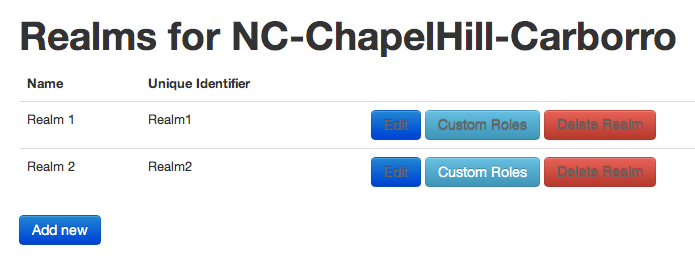 Realms for NC-ChapelHill-Carborro
Name Unique Identifier
Realm 1 Realm1 Edit Custom Roles Delete Realm
Realm 2 Realm2 Edit Custom Roles Delete Realm
Add new